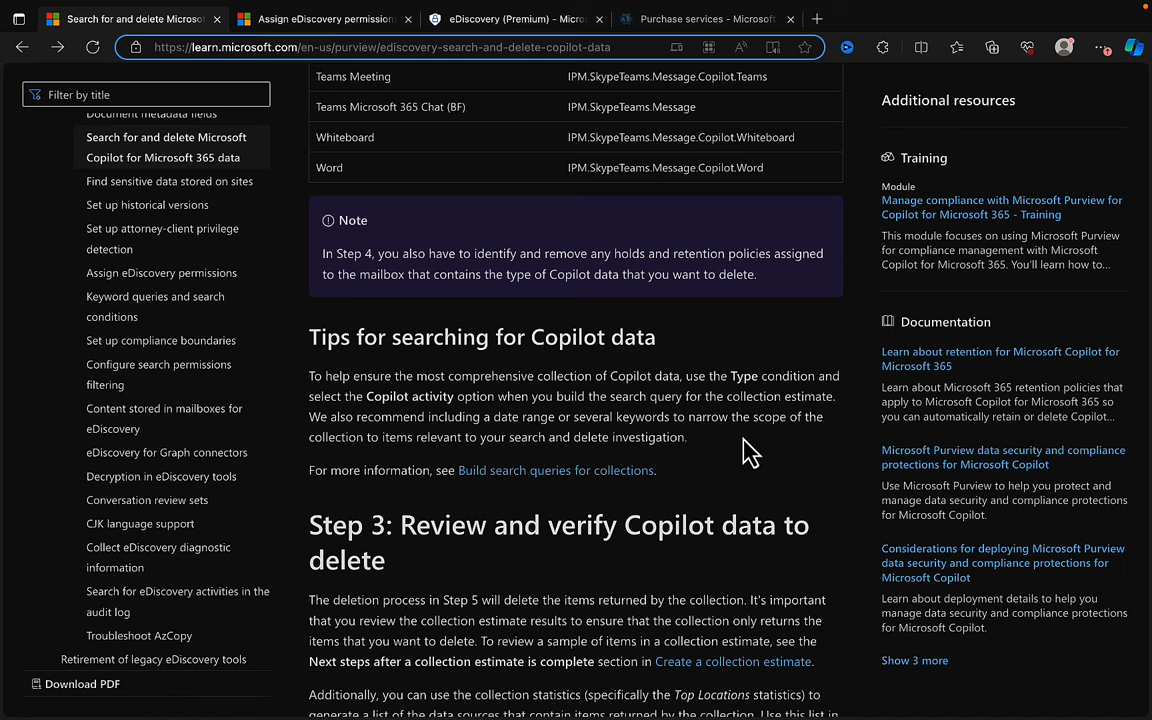 Search for and delete Microso
Assign eDiscovery permission
eDiscovery (Premium) - Micro
Purchase services - Microsoft
https://learn.microsoft.com/en-us/purview/ediscovery-search-and-delete-copilot-data
Filter by title
Document metadata fields
Search for and delete Microsoft
Copilot for Microsoft 365 data
Find sensitive data stored on sites
Set up historical versions
Set up attorney-client privilege
detection
Assign eDiscovery permissions
Keyword queries and search
conditions
Set up compliance boundaries
Configure search permissions
filtering
Content stored in mailboxes for
eDiscovery
eDiscovery for Graph connectors
Decryption in eDiscovery tools
Conversation review sets
CJK language support
Collect eDiscovery diagnostic
information
Search for eDiscovery activities in the
audit log
Troubleshoot AzCopy
Retirement of legacy eDiscovery tools
Download PDF
Teams Meeting IPM.SkypeTeams.Message.Copilot.Teams
Teams Microsoft 365 Chat (BF) IPM.SkypeTeams.Message
Whiteboard IPM.SkypeTeams.Message.Copilot.Whiteboard
Word IPM.SkypeTeams.Message.Copilot.Word
Note
In Step 4, you also have to identify and remove any holds and retention policies assigned
to the mailbox that contains the type of Copilot data that you want to delete.
Tips for searching for Copilot data
To help ensure the most comprehensive collection of Copilot data, use the Type condition and
select the Copilot activity option when you build the search query for the collection estimate.
We also recommend including a date range or several keywords to narrow the scope of the
collection to items relevant to your search and delete investigation.
For more information, see Build search queries for collections.
Step 3: Review and verify Copilot data to
delete
The deletion process in Step 5 will delete the items returned by the collection. It's important
that you review the collection estimate results to ensure that the collection only returns the
items that you want to delete. To review a sample of items in a collection estimate, see the
Next steps after a collection estimate is complete section in Create a collection estimate.
Additionally, you can use the collection statistics (specifically the Top Locations statistics) to
generate a list of the data sources that contain items returned by the collection. Use this list in
Additional resources
Training
Module
Manage compliance with Microsoft Purview for
Copilot for Microsoft 365 - Training
This module focuses on using Microsoft Purview
for compliance management with Microsoft
Copilot for Microsoft 365. You'll learn how to...
Documentation
Learn about retention for Microsoft Copilot for
Microsoft 365
Learn about Microsoft 365 retention policies that
apply to Microsoft Copilot for Microsoft 365 so
you can automatically retain or delete Copilot...
Microsoft Purview data security and compliance
protections for Microsoft Copilot
Use Microsoft Purview to help you protect and
manage data security and compliance protections
for Microsoft Copilot.
Considerations for deploying Microsoft Purview
data security and compliance protections for
Microsoft Copilot
Learn about deployment details to help you
manage data security and compliance protections
for Microsoft Copilot.
Show 3 more